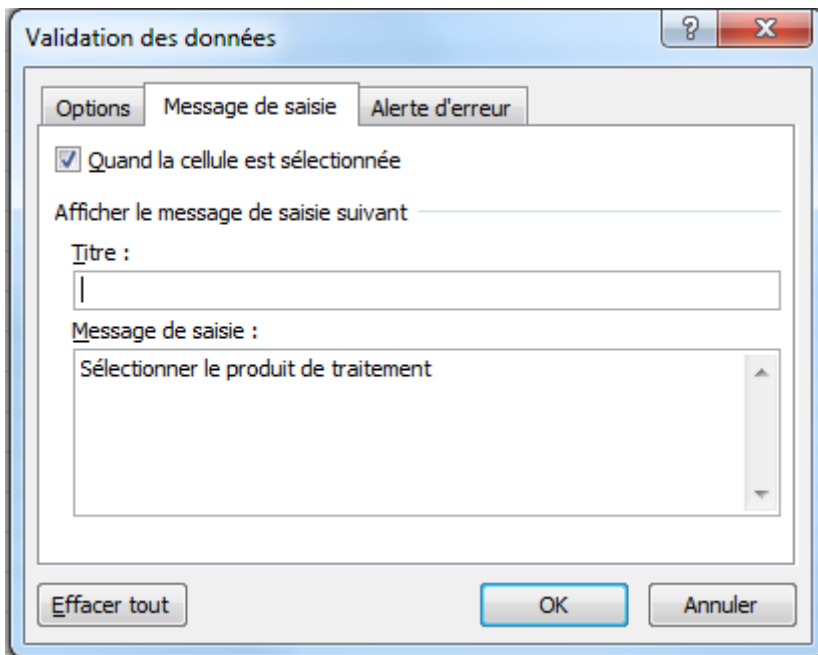 Validation des données
Options Message de saisie Alerte d'erreur
Quand la cellule est sélectionnée
Afficher le message de saisie suivant
Titre :
Message de saisie :
Sélectionner le produit de traitement
Effacer tout OK Annuler